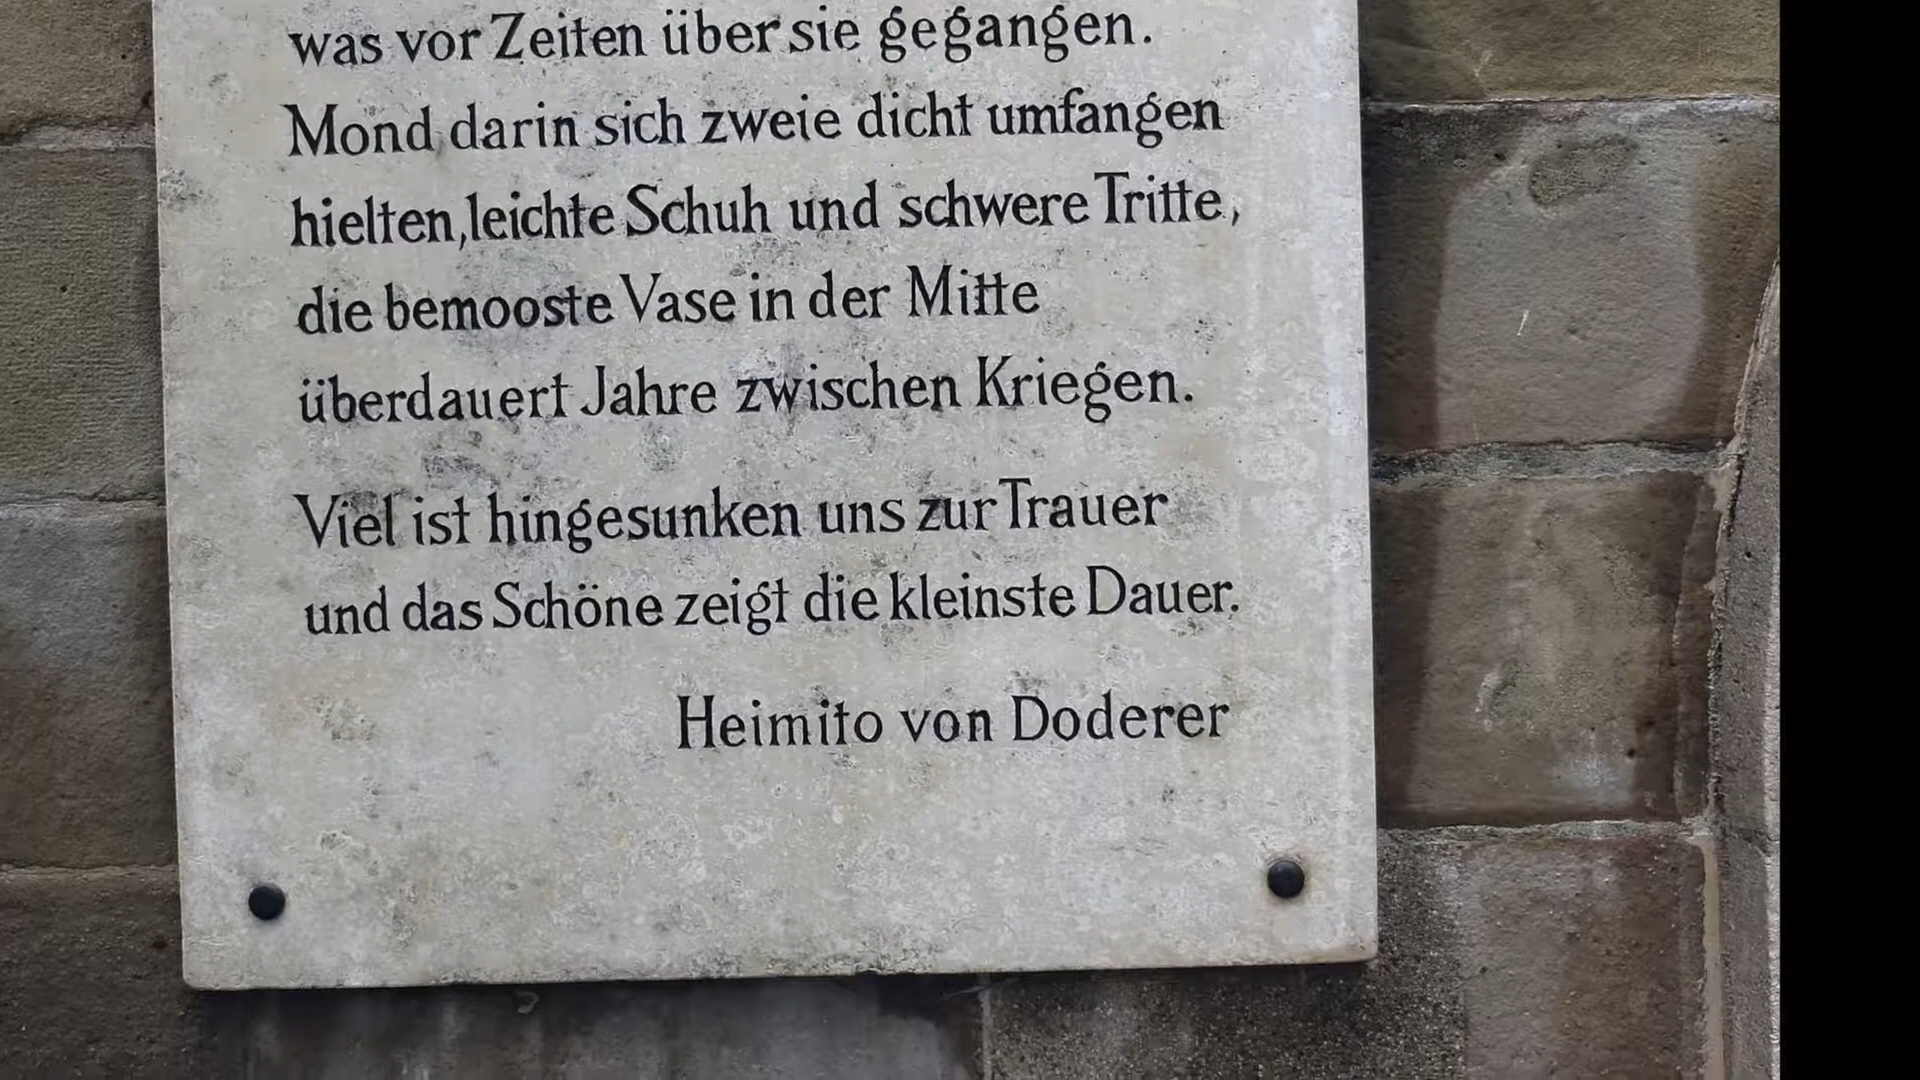 was vor Zeiten über sie gegangen.
Mond darin sich zweie dicht umfangen
hielten, leichte Schuh und schwere Tritte,
die bemooste Vase in der Mitte
überdauert Jahre zwischen Kriegen.
Viel ist hingesunken uns zur Trauer
und das Schöne zeigt die kleinste Dauer.
Heimito von Doderer